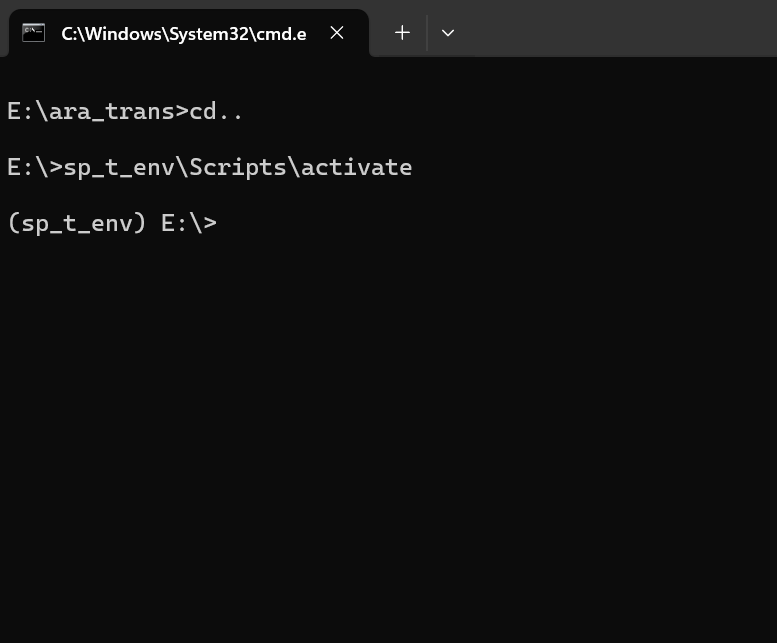 C:\Windows\System32\cmd.e
E:\ara_trans>cd..
E:\>sp_t_env\Scripts\activate
(sp_t_env) E:\>